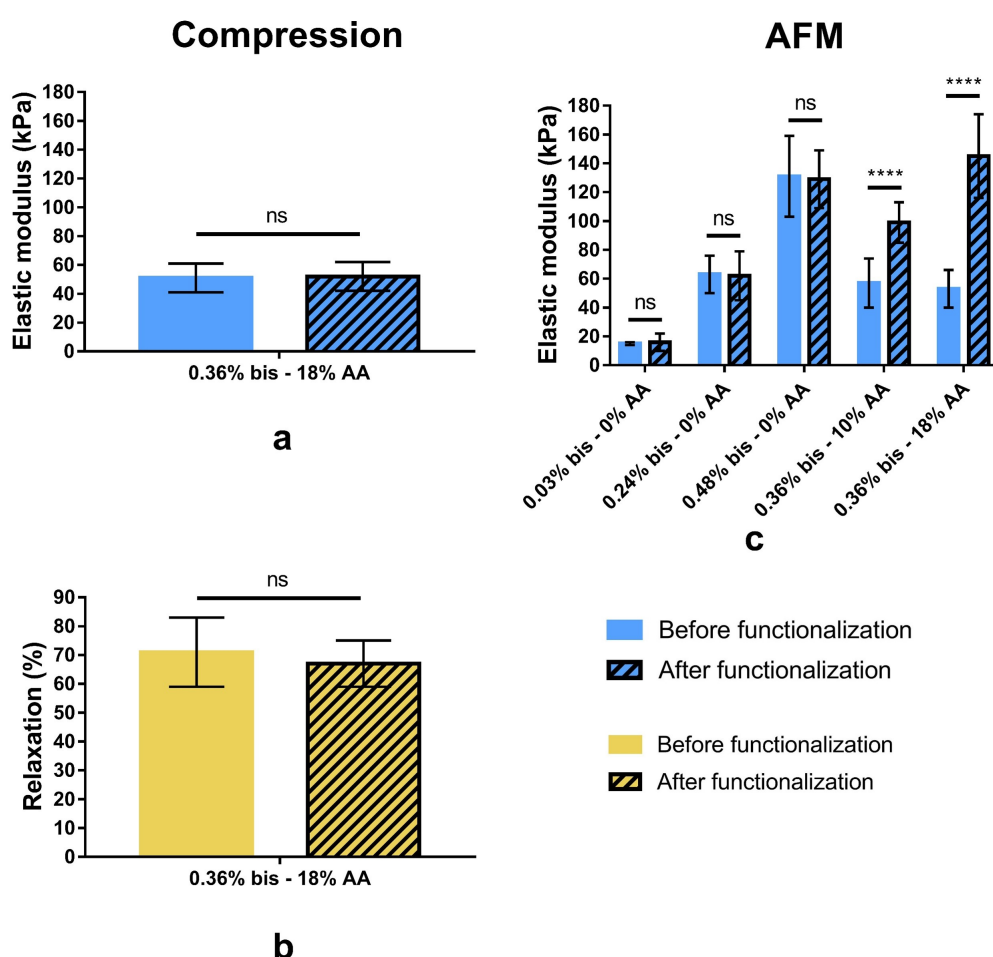 Compression
Elastic modulus (kPa)
180
160
140
120
100
80
60
40
20
0
ns
0.36% bis - 18% AA
a
Relaxation (%)
90
80
70
60
50
40
30
20
10
0
ns
0.36% bis - 18% AA
b
AFM
Elastic modulus (kPa)
180
160
140
120
100
80
60
40
20
0
ns
ns
ns
****
****
0.03% bis - 0% AA
0.24% bis - 0% AA
0.48% bis - 0% AA
0.36% bis - 10% AA
0.36% bis - 18% AA
c
Before functionalization
After functionalization
Before functionalization
After functionalization